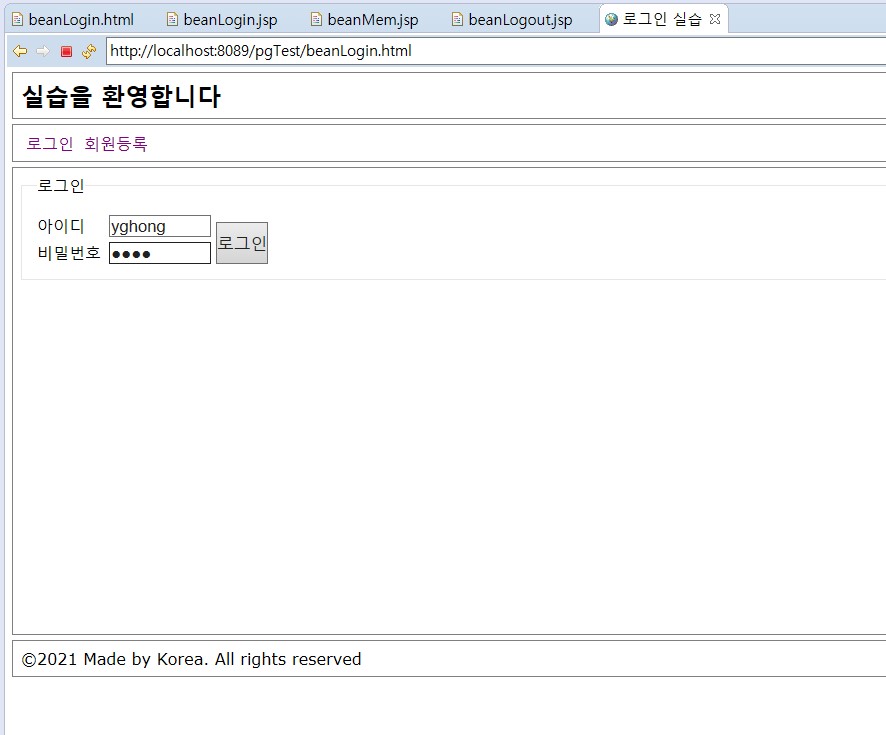 beanLogin.html beanLogin.jsp beanMem.jsp beanLogout.jsp 로그인 실습
http://localhost:8089/pgTest/beanLogin.html
실습을 환영합니다
로그인 회원등록
로그인
아이디 yghong
로그인
비밀번호 ●●●●
©2021 Made by Korea. All rights reserved